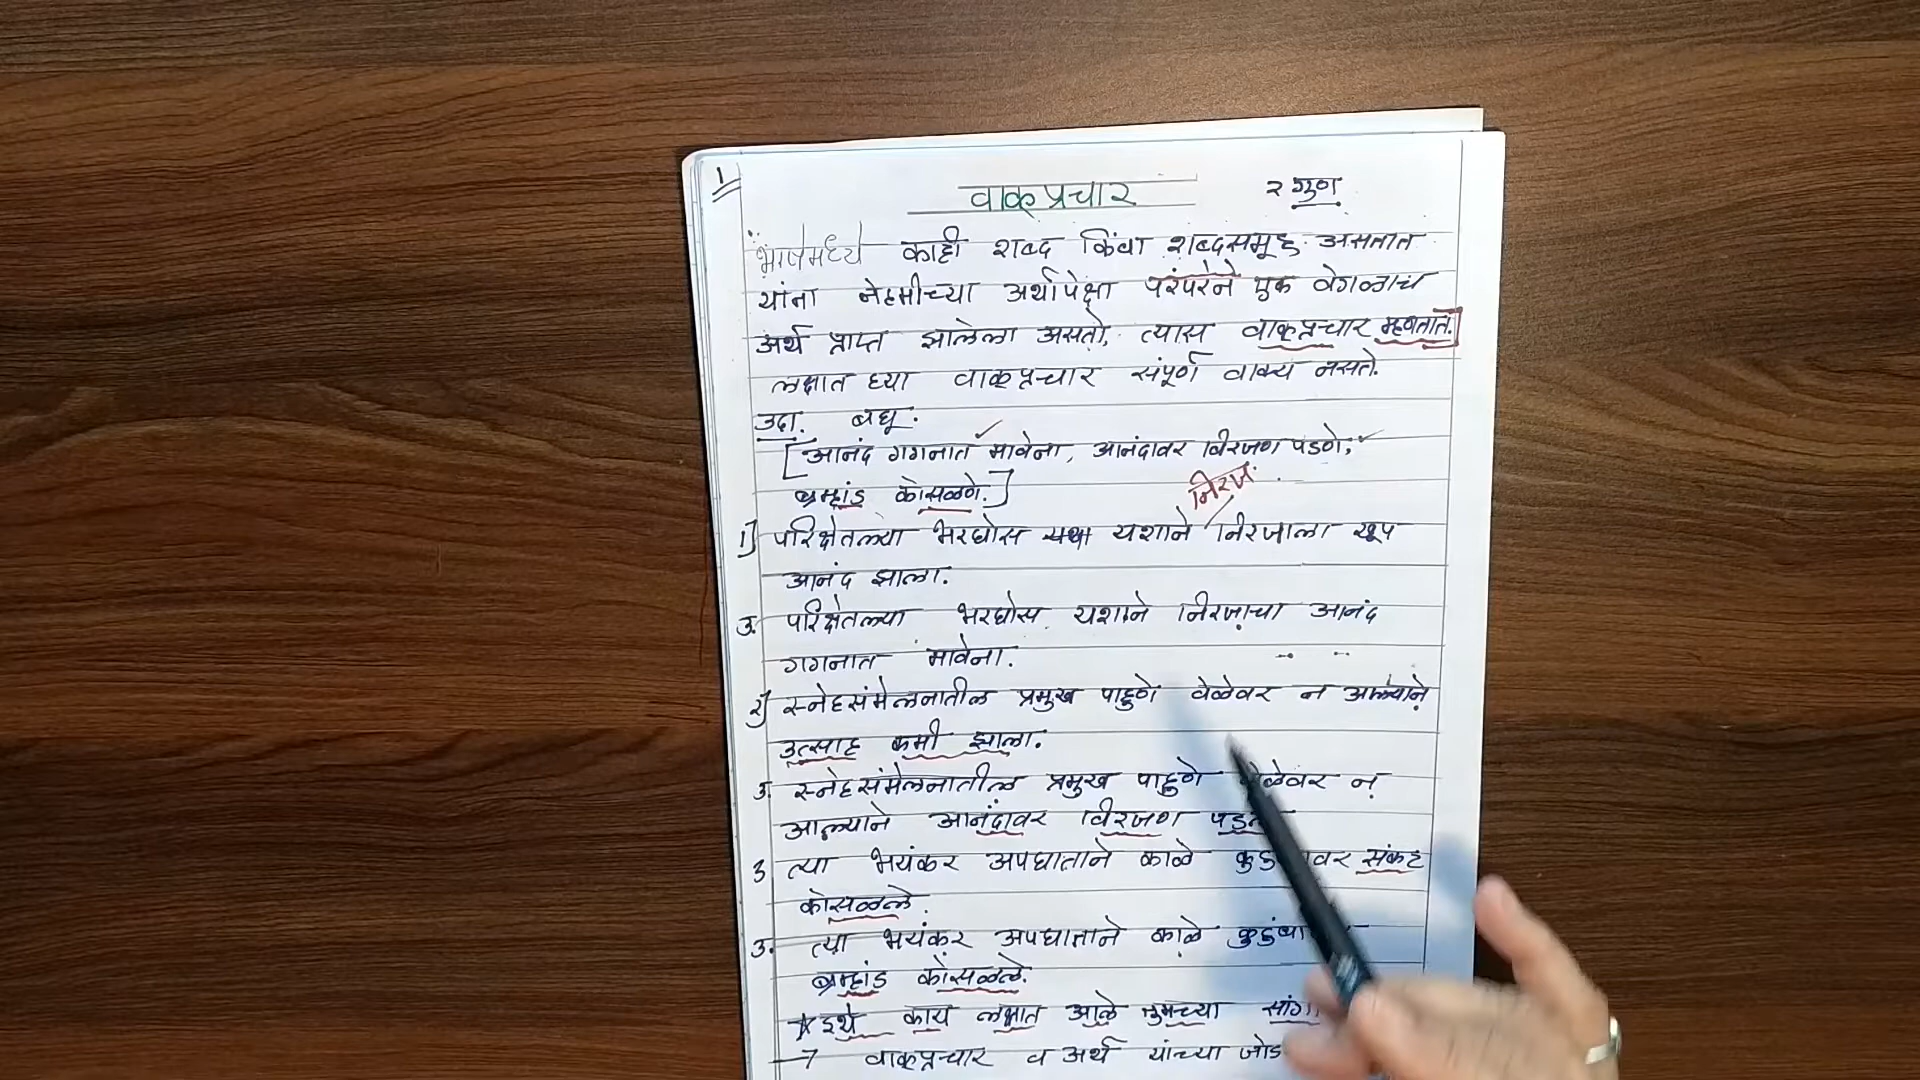 १
वाक्प्रचार
२ गुण
भाषेमध्ये काही शब्द किंवा शब्दसमूह असतात
यांना नेहमीच्या अर्थापेक्षा परंपरेने एक वेगळाच
अर्थ प्राप्त झालेला असतो, त्यास वाक्प्रचार म्हणतात.
लक्षात घ्या वाक्प्रचार संपूर्ण वाक्य नसते.
उदा. बघू.
[आनंद गगनात मावेना, आनंदावर विरजण पडणे,
ब्रम्हांड कोसळणे.]
निरज
1) परिक्षेतल्या भरघोस यशाने निरजाला खूप
आनंद झाला.
उ. परिक्षेतल्या भरघोस यशाने निरजाचा आनंद
गगनात मावेना.
२) स्नेहसंमेलनातील प्रमुख पाहुणे वेळेवर न आल्याने
उत्साह कमी झाला.
उ. स्नेहसंमेलनातील प्रमुख पाहुणे न
आल्याने आनंदावर विरजण
3 त्या भयंकर अपघाताने काळे संकट
कोसळले.
उ. त्या भयंकर अपघाताने काळे
ब्रम्हांड कोसळले.
★ इथे काय लक्षात आले तुमच्या
→ वाक्प्रचार व अर्थ यांच्या